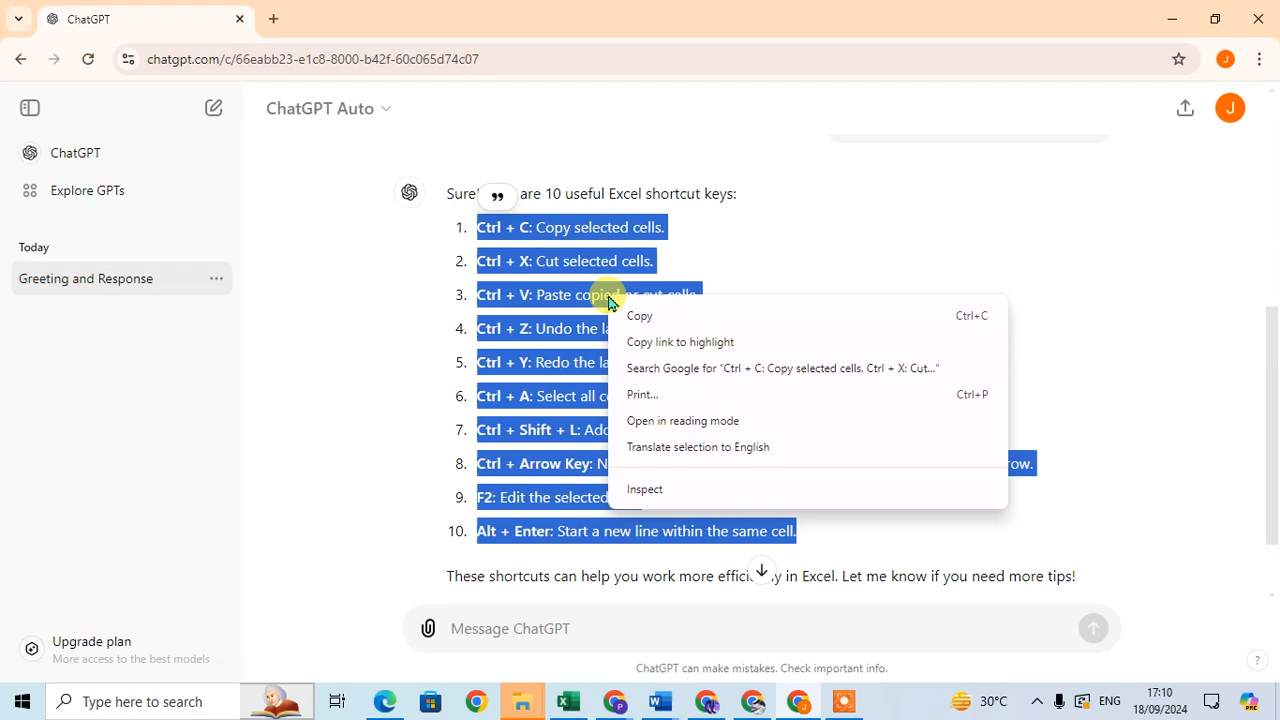 ChatGPT
chatgpt.com/c/66eabb23-e1c8-8000-b42f-60c065d74c07
ChatGPT Auto
J
ChatGPT
Explore GPTs
Today
Greeting and Response
Sure! are 10 useful Excel shortcut keys:
1. Ctrl + C: Copy selected cells.
2. Ctrl + X: Cut selected cells.
3. Ctrl + V: Paste copied or cut cells.
4. Ctrl + Z: Undo the la
5. Ctrl + Y: Redo the la
6. Ctrl + A: Select all c
7. Ctrl + Shift + L: Add
8. Ctrl + Arrow Key: N row.
9. F2: Edit the selected
10. Alt + Enter: Start a new line within the same cell.
Copy Ctrl+C
Copy link to highlight
Search Google for "Ctrl + C: Copy selected cells. Ctrl + X: Cut..."
Print... Ctrl+P
Open in reading mode
Translate selection to English
Inspect
These shortcuts can help you work more in Excel. Let me know if you need more tips!
Message ChatGPT
Upgrade plan
More access to the best models
ChatGPT can make mistakes. Check important info.
?
Type here to search
30°C
ENG
17:10
18/09/2024